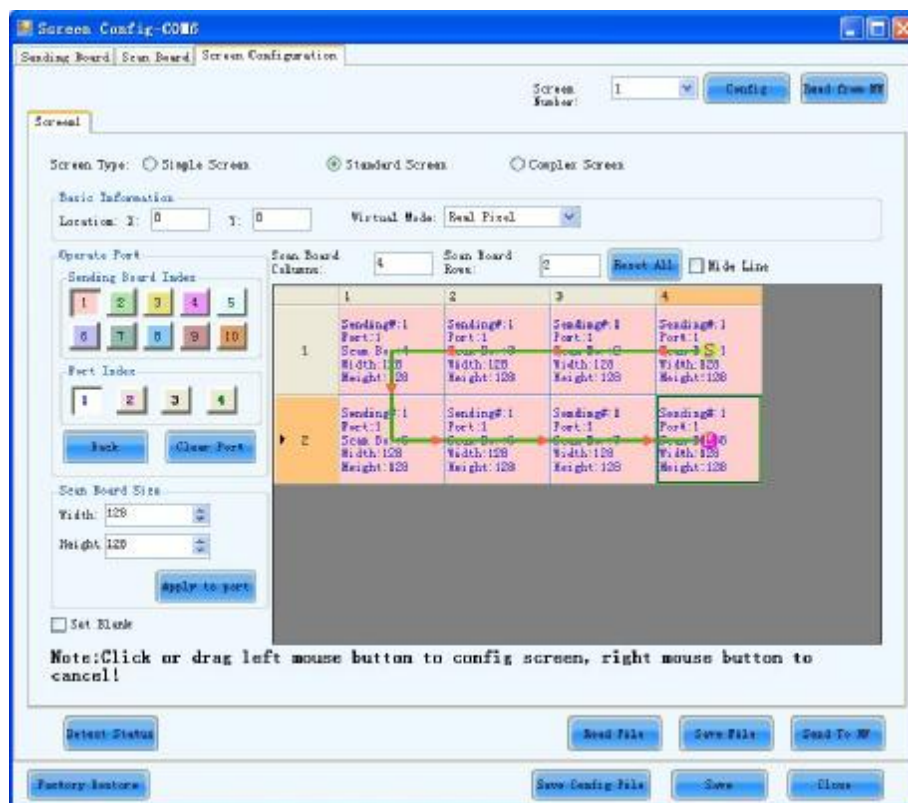 Screen Config-COM6
Sending Board Scan Board Screen Configuration
Screen Number: 1 Config Read from HW
Screen1
Screen Type: Single Screen Standard Screen Complex Screen
Basic Information
Location: X: 0 Y: 0 Virtual Mode: Real Pixel
Operate Port
Scan Board Columns: 4 Scan Board Rows: 2 Reset All Hide Line
Sending Board Index
1 2 3 4 5
6 7 8 9 10
Port Index
1 2 3 4
Back Clear Port
Scan Board Size
Width: 128
Height: 128
Apply to port
Set Blank
1 2 3 4
1
Sending#:1 Sending#:1 Sending#:1 Sending#:1
Port:1 Port:1 Port:1 Port:1
S
Width:128 Width:128 Width:128 Width:128
Height:128 Height:128 Height:128 Height:128
2
Sending#:1 Sending#:1 Sending#:1 Sending#:1
Port:1 Port:1 Port:1 Port:1
Width:128 Width:128 Width:128 Width:128
Height:128 Height:128 Height:128 Height:128
Note:Click or drag left mouse button to config screen, right mouse button to
cancel!
Detect Status Read File Save File Send To HW
Factory Restore Save Config File Save Close